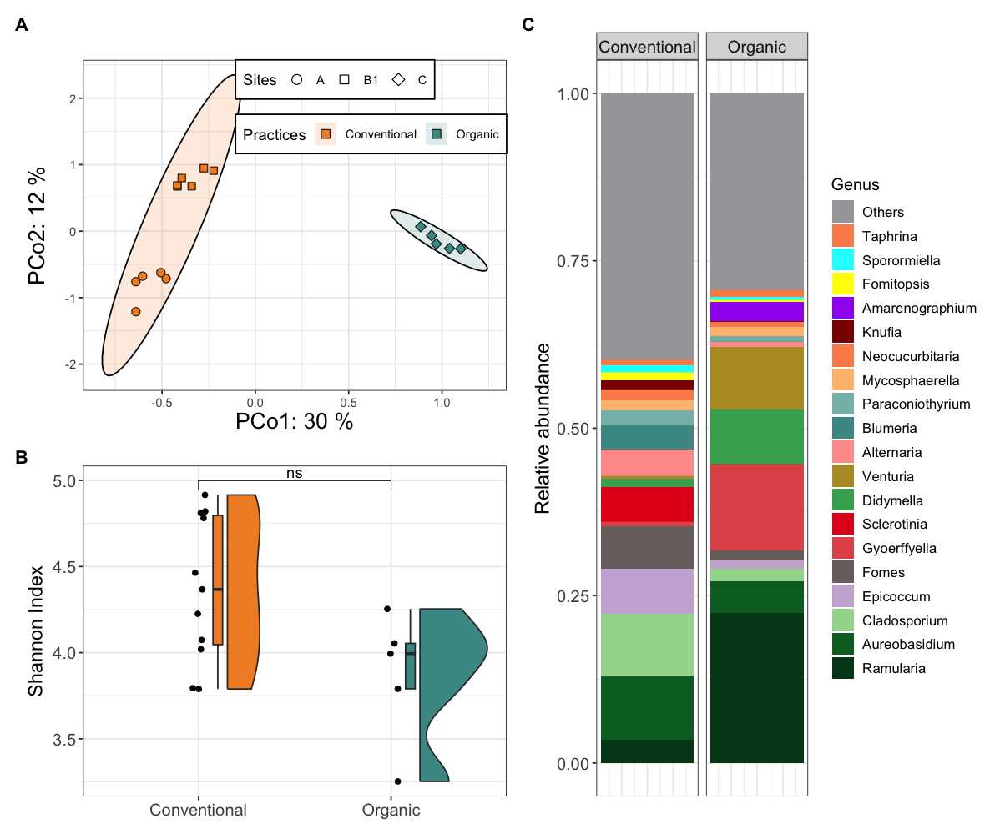 A
Sites A B1 C
Practices Conventional Organic
2
1
0
-1
-2
PCo2: 12 %
-0.5 0.0 0.5 1.0
PCo1: 30 %
B
ns
5.0
4.5
4.0
3.5
Shannon Index
Conventional Organic
C
Conventional Organic
1.00
0.75
0.50
0.25
0.00
Relative abundance
Genus
Others
Taphrina
Sporormiella
Fomitopsis
Amarenographium
Knufia
Neocucurbitaria
Mycosphaerella
Paraconiothyrium
Blumeria
Alternaria
Venturia
Didymella
Sclerotinia
Gyoerffyella
Fomes
Epicoccum
Cladosporium
Aureobasidium
Ramularia